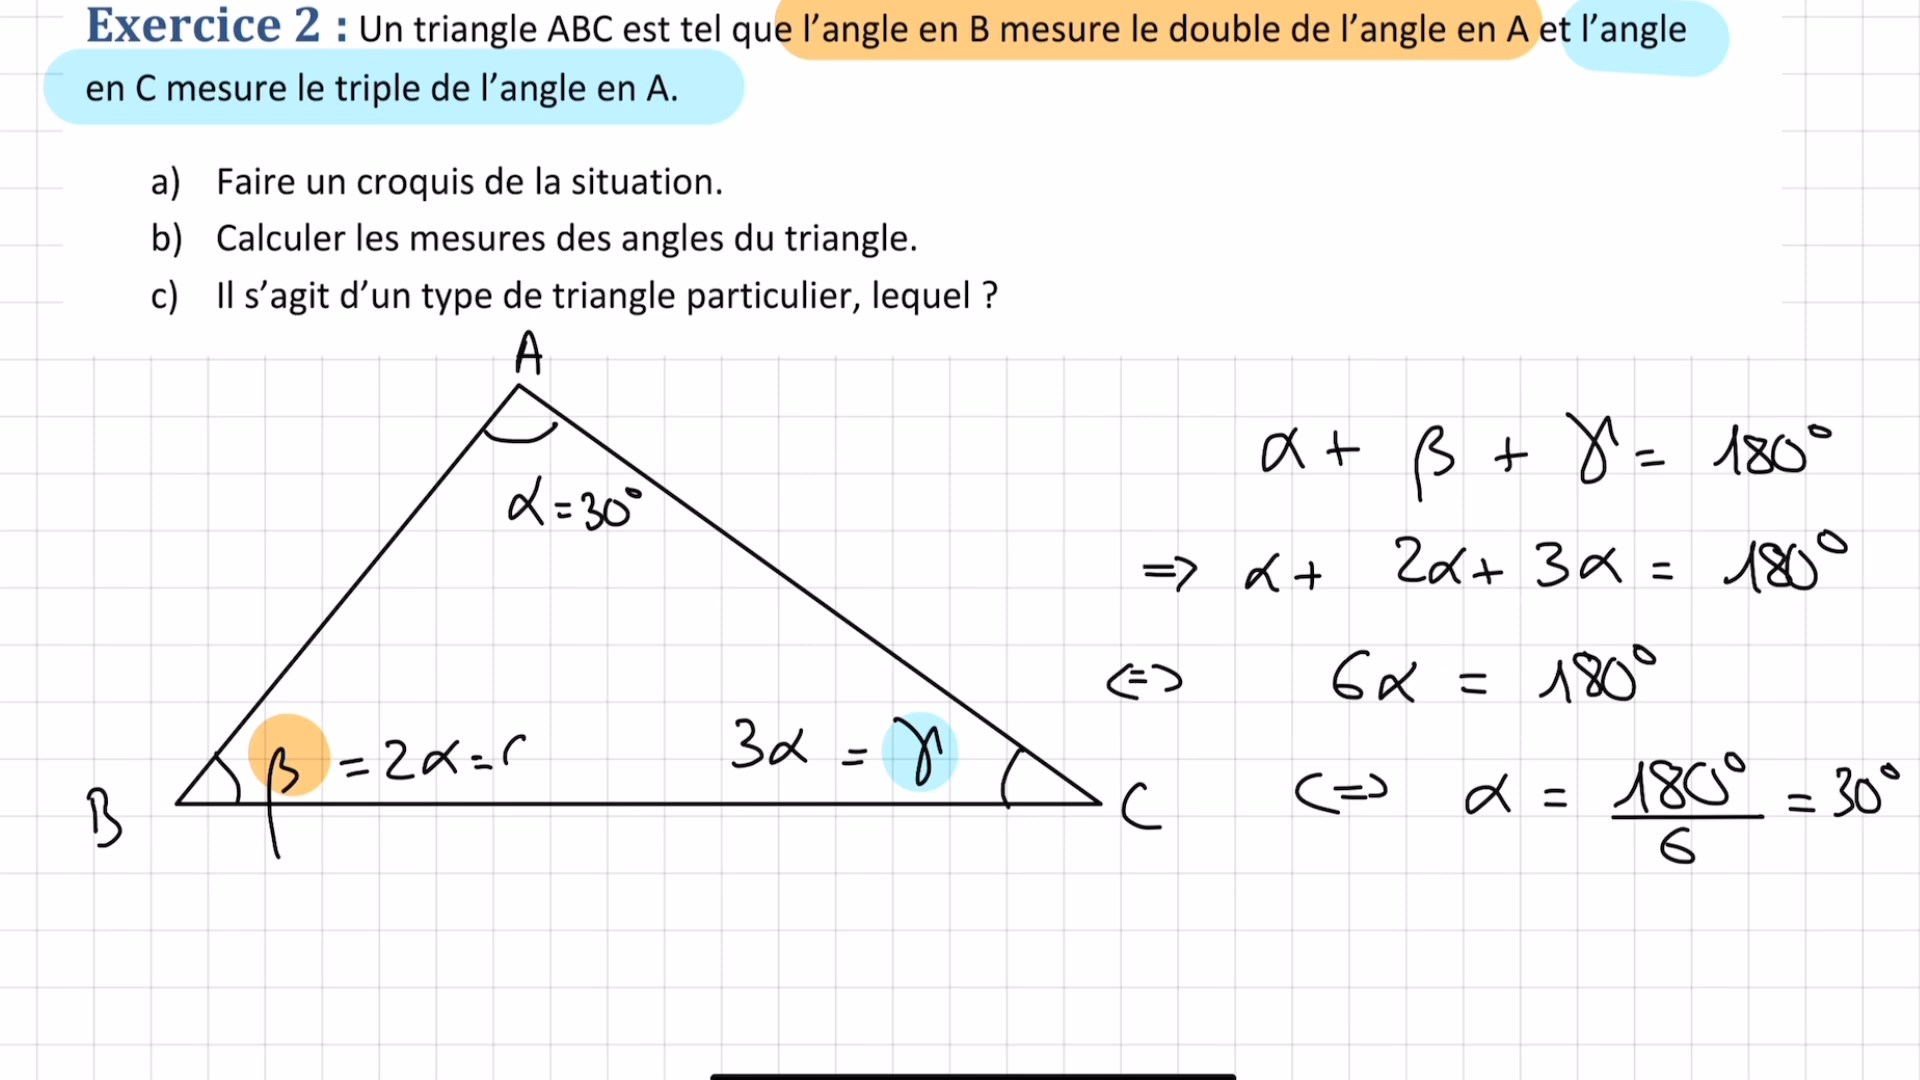 Exercice 2 : Un triangle ABC est tel que l’angle en B mesure le double de l’angle en A et l’angle
en C mesure le triple de l’angle en A.
a) Faire un croquis de la situation.
b) Calculer les mesures des angles du triangle.
c) Il s’agit d’un type de triangle particulier, lequel ?
A
α = 30°
β = 2α =
3α = γ
B
C
α + β + γ = 180°
=> α + 2α + 3α = 180°
<=> 6α = 180°
<=> α = 180°/6 = 30°